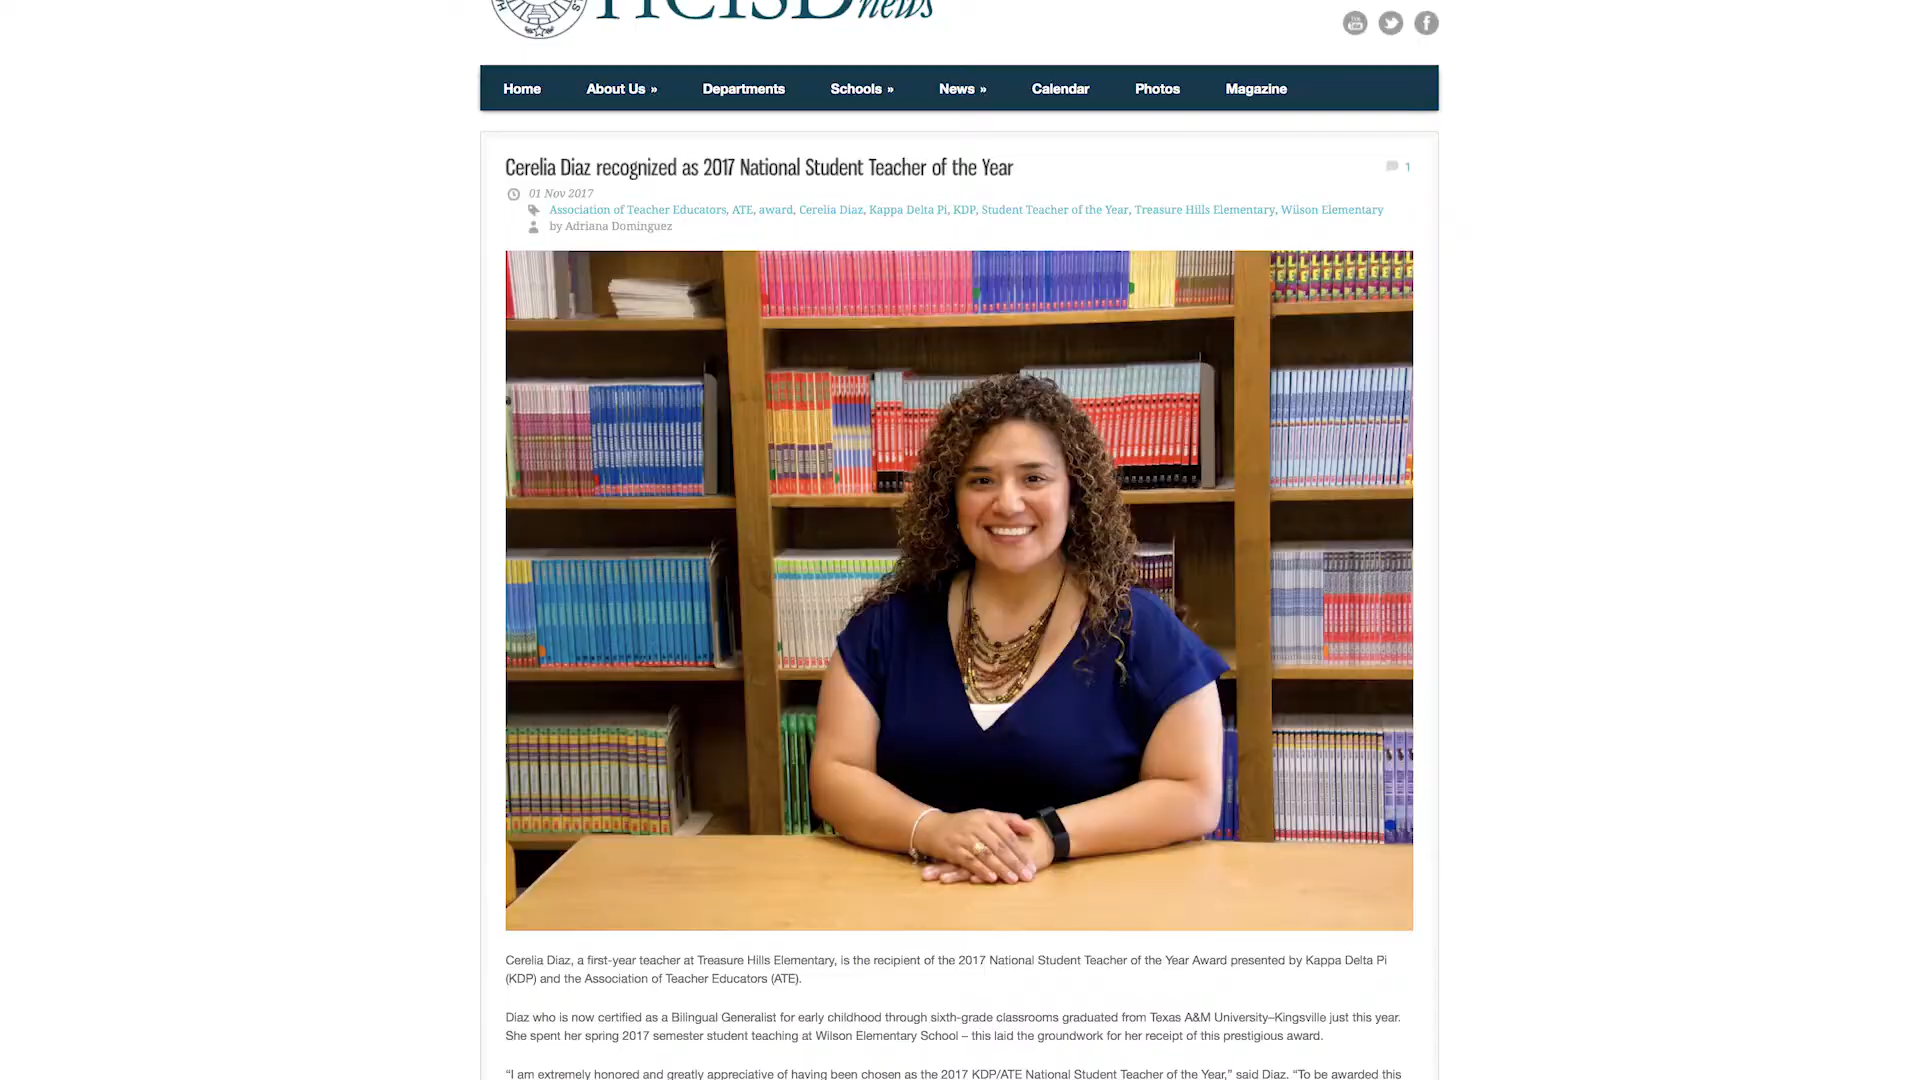 HCISDnews
Home About Us » Departments Schools » News » Calendar Photos Magazine
Cerelia Diaz recognized as 2017 National Student Teacher of the Year 1
01 Nov 2017
Association of Teacher Educators, ATE, award, Cerelia Diaz, Kappa Delta Pi, KDP, Student Teacher of the Year, Treasure Hills Elementary, Wilson Elementary
by Adriana Dominguez
Cerelia Diaz, a first-year teacher at Treasure Hills Elementary, is the recipient of the 2017 National Student Teacher of the Year Award presented by Kappa Delta Pi
(KDP) and the Association of Teacher Educators (ATE).
Diaz who is now certified as a Bilingual Generalist for early childhood through sixth-grade classrooms graduated from Texas A&M University–Kingsville just this year.
She spent her spring 2017 semester student teaching at Wilson Elementary School – this laid the groundwork for her receipt of this prestigious award.
“I am extremely honored and greatly appreciative of having been chosen as the 2017 KDP/ATE National Student Teacher of the Year,” said Diaz. “To be awarded this